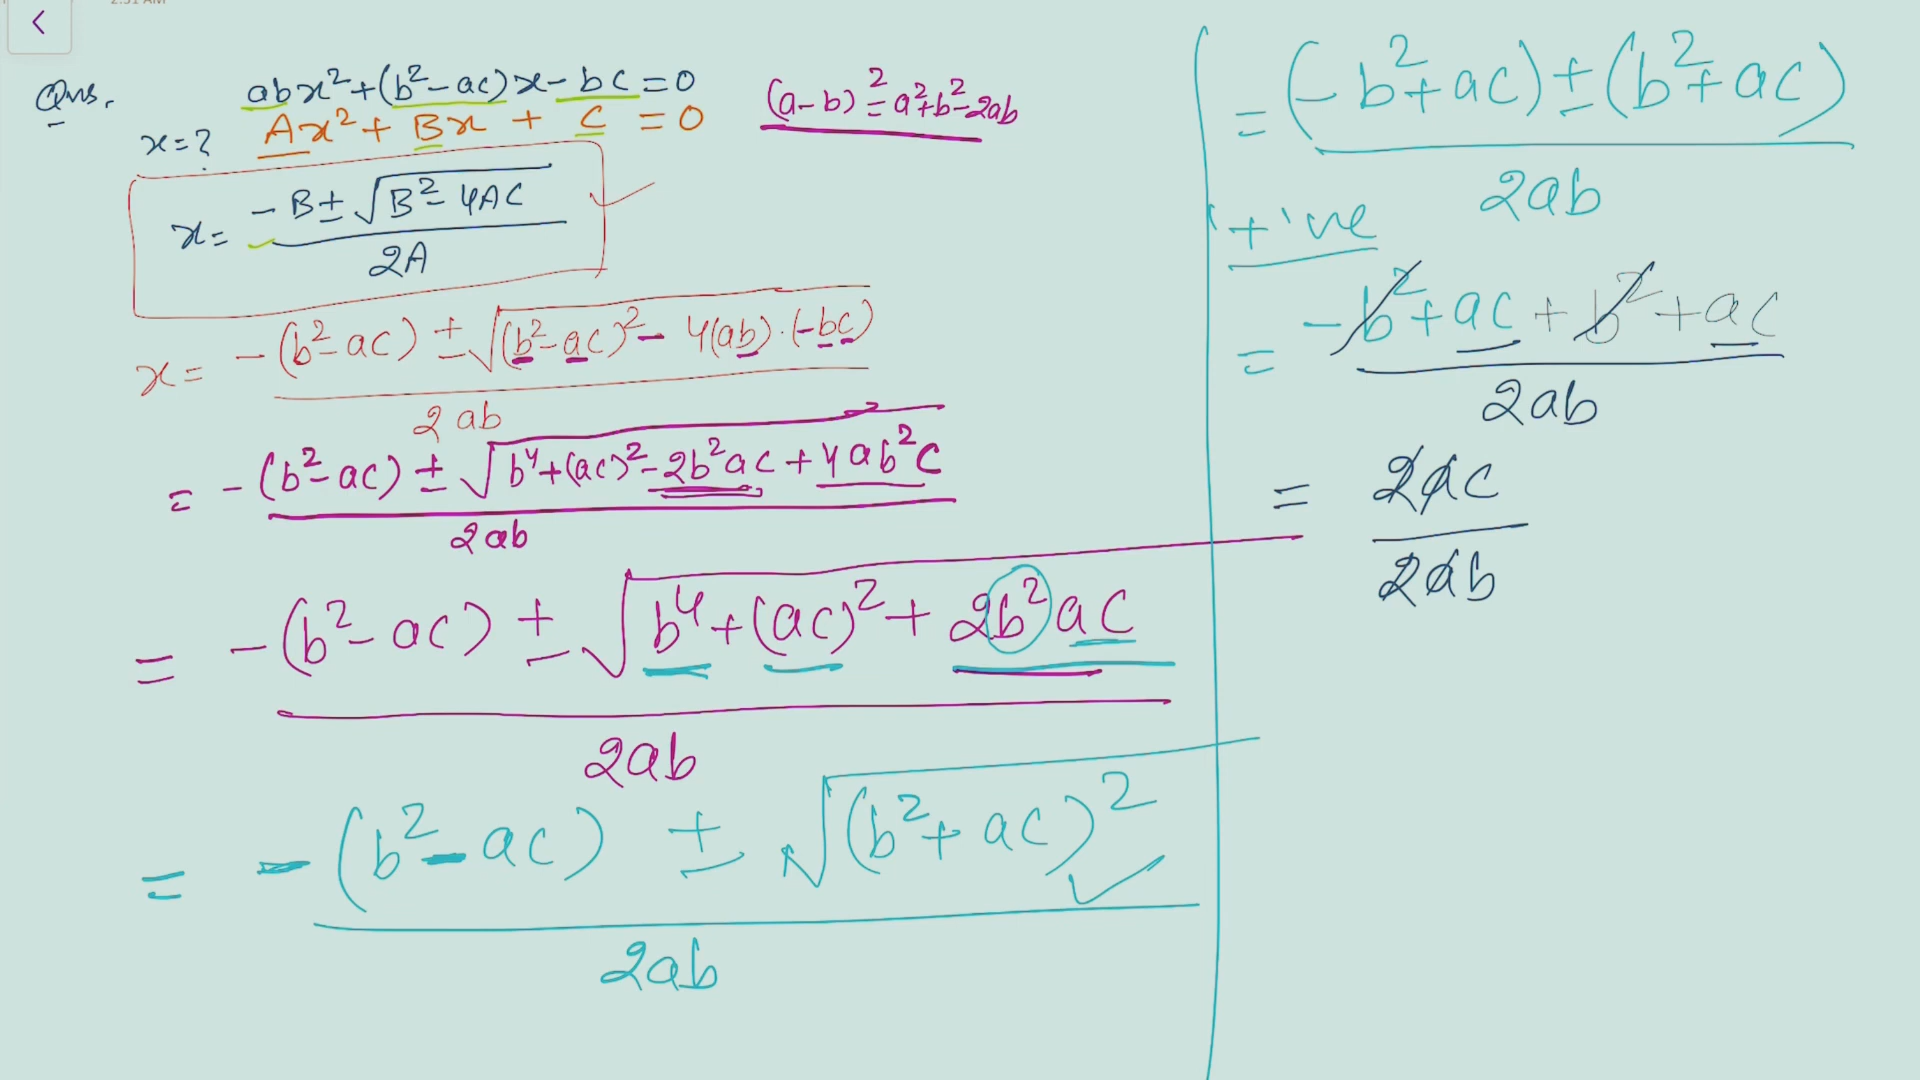 Qns. abx²+(b²-ac)x-bc=0
(a-b)²=a²+b²-2ab
x=? Ax²+Bx+C=0
x= -B±√B²-4AC / 2A
x= -(b²-ac)±√(b²-ac)²-4(ab).(-bc) / 2ab
= -(b²-ac)±√b⁴+(ac)²-2b²ac+4ab²c / 2ab
= -(b²-ac)±√b⁴+(ac)²+2b²ac / 2ab
= -(b²-ac)±√(b²+ac)² / 2ab
= (-b²+ac)±(b²+ac) / 2ab
'+'ve
= -b²+ac+b²+ac / 2ab
= 2ac / 2ab